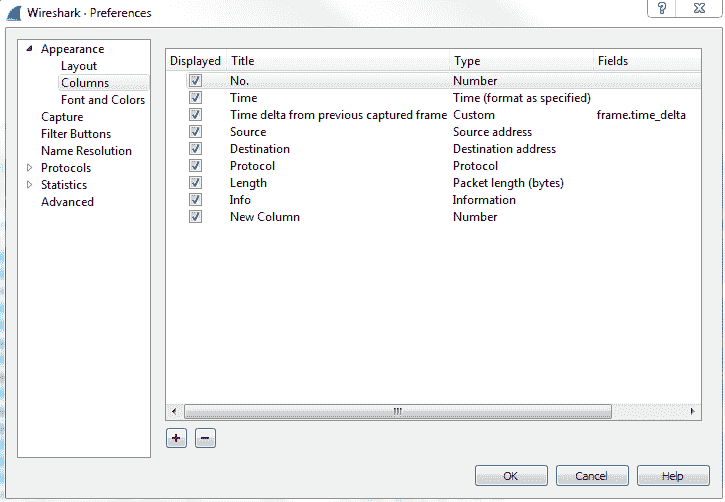 Wireshark · Preferences
Appearance
Layout
Columns
Font and Colors
Capture
Filter Buttons
Name Resolution
Protocols
Statistics
Advanced
Displayed Title Type Fields
No. Number
Time Time (format as specified)
Time delta from previous captured frame Custom frame.time_delta
Source Source address
Destination Destination address
Protocol Protocol
Length Packet length (bytes)
Info Information
New Column Number
OK Cancel Help